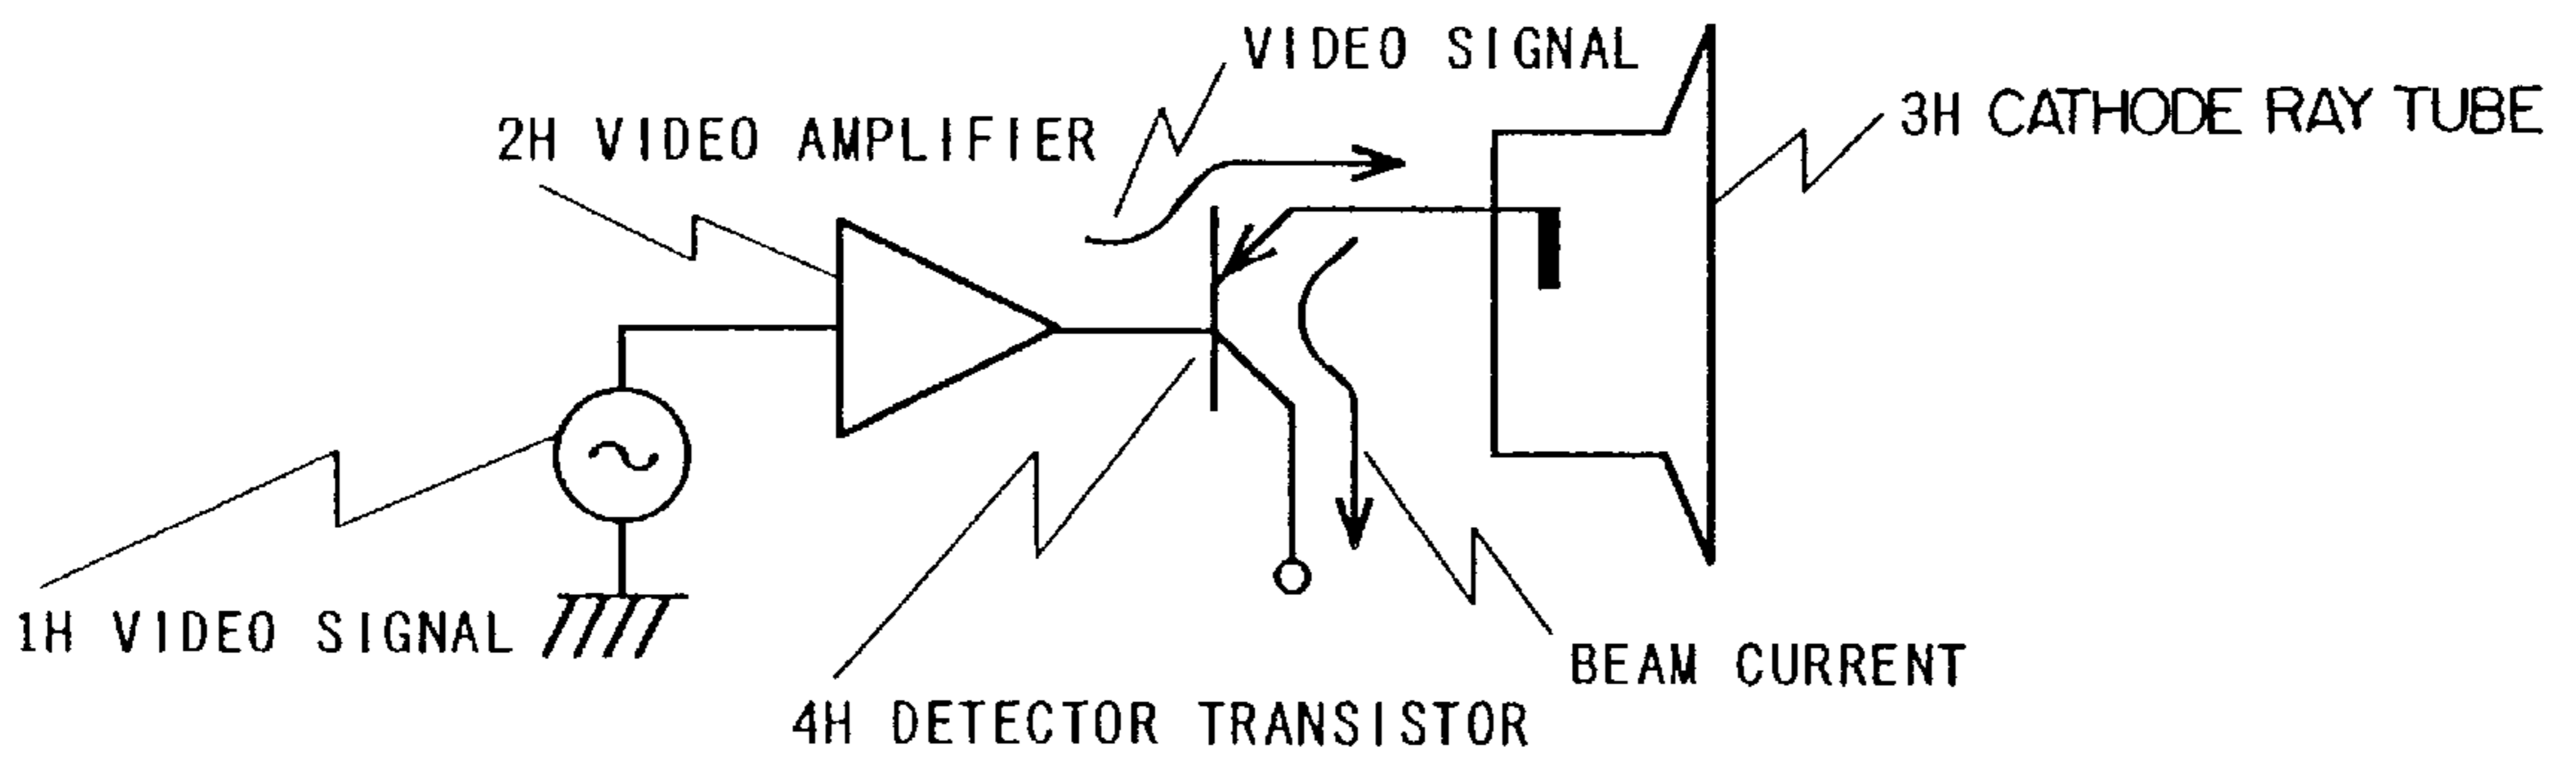 VIDEO SIGNAL
2H VIDEO AMPLIFIER
3H CATHODE RAY TUBE
1H VIDEO SIGNAL
BEAM CURRENT
4H DETECTOR TRANSISTOR